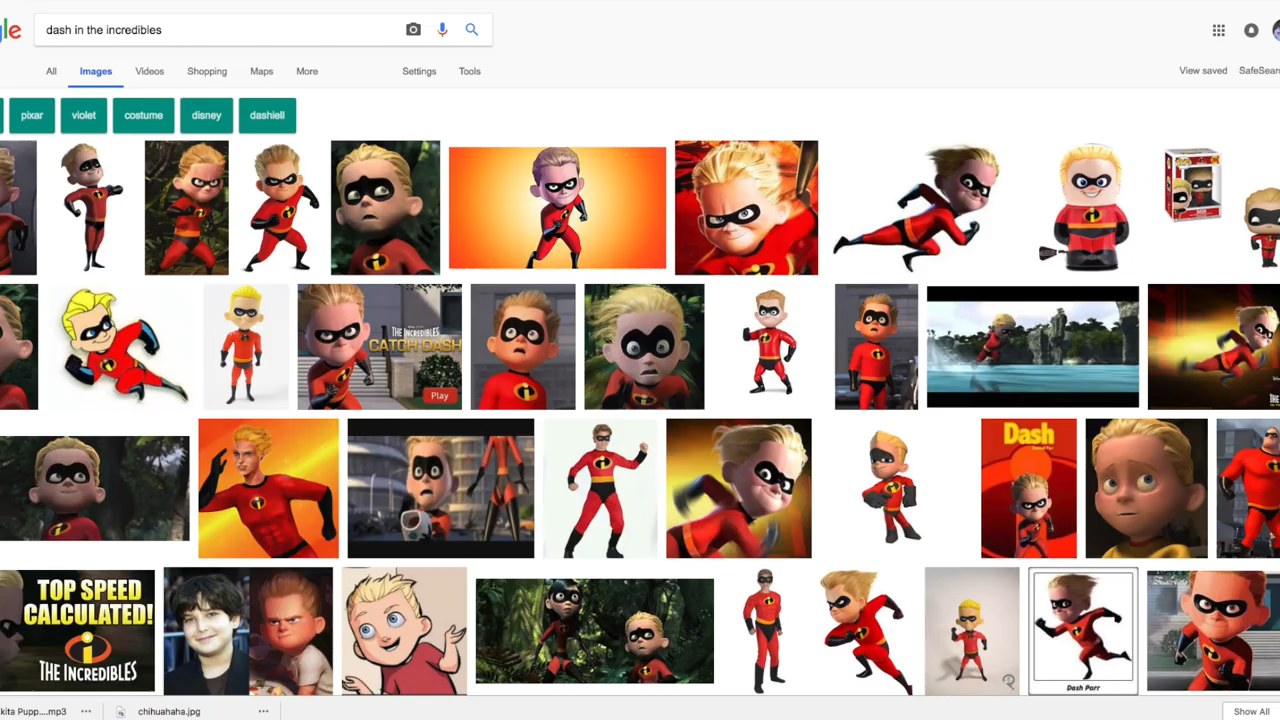 gle
dash in the incredibles
All
Images
Videos
Shopping
Maps
More
Settings
Tools
View saved
SafeSear
pixar
violet
costume
disney
dashiell
THE INCREDIBLES
CATCH DASH
Play
Dash
TOP SPEED
CALCULATED!
THE INCREDIBLES
Dash Parr
kita Pupp....mp3
chihuahaha.jpg
Show All